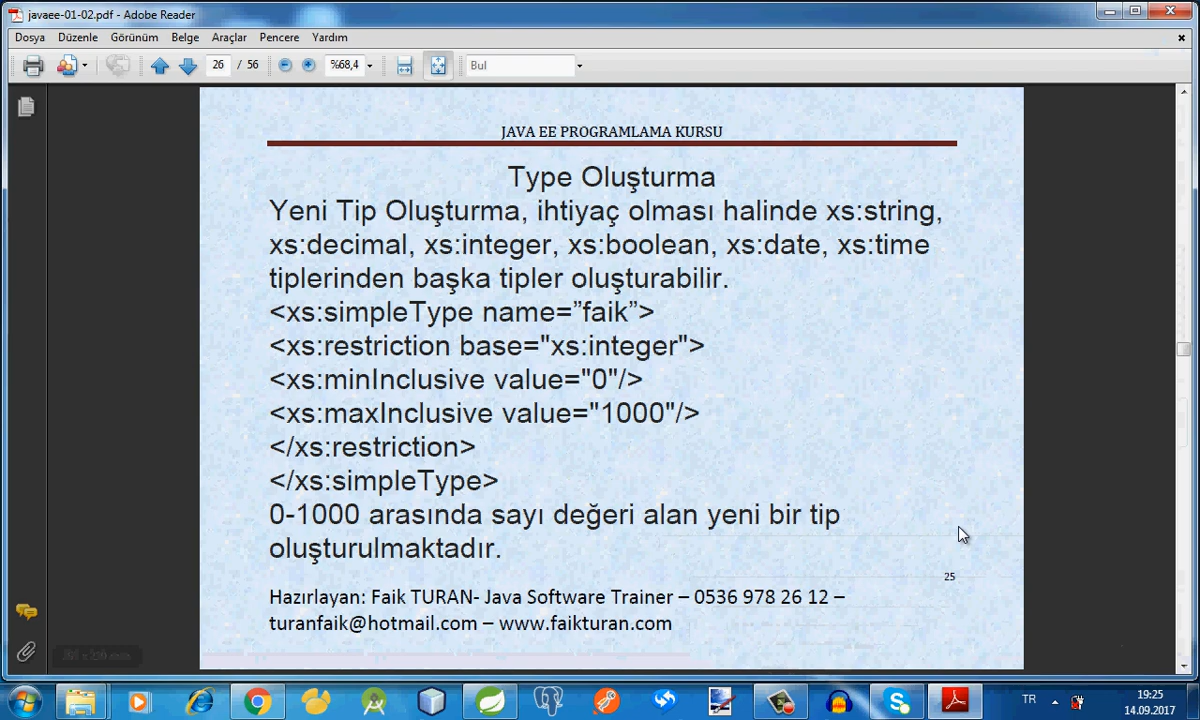 javaee-01-02.pdf - Adobe Reader
Dosya Düzenle Görünüm Belge Araçlar Pencere Yardım
26 / 56 %68,4 Bul
JAVA EE PROGRAMLAMA KURSU
Type Oluşturma
Yeni Tip Oluşturma, ihtiyaç olması halinde xs:string,
xs:decimal, xs:integer, xs:boolean, xs:date, xs:time
tiplerinden başka tipler oluşturabilir.
<xs:simpleType name=”faik”>
<xs:restriction base="xs:integer">
<xs:minInclusive value="0"/>
<xs:maxInclusive value="1000"/>
</xs:restriction>
</xs:simpleType>
0-1000 arasında sayı değeri alan yeni bir tip
oluşturulmaktadır.
25
Hazırlayan: Faik TURAN- Java Software Trainer – 0536 978 26 12 –
turanfaik@hotmail.com – www.faikturan.com
TR
19:25
14.09.2017